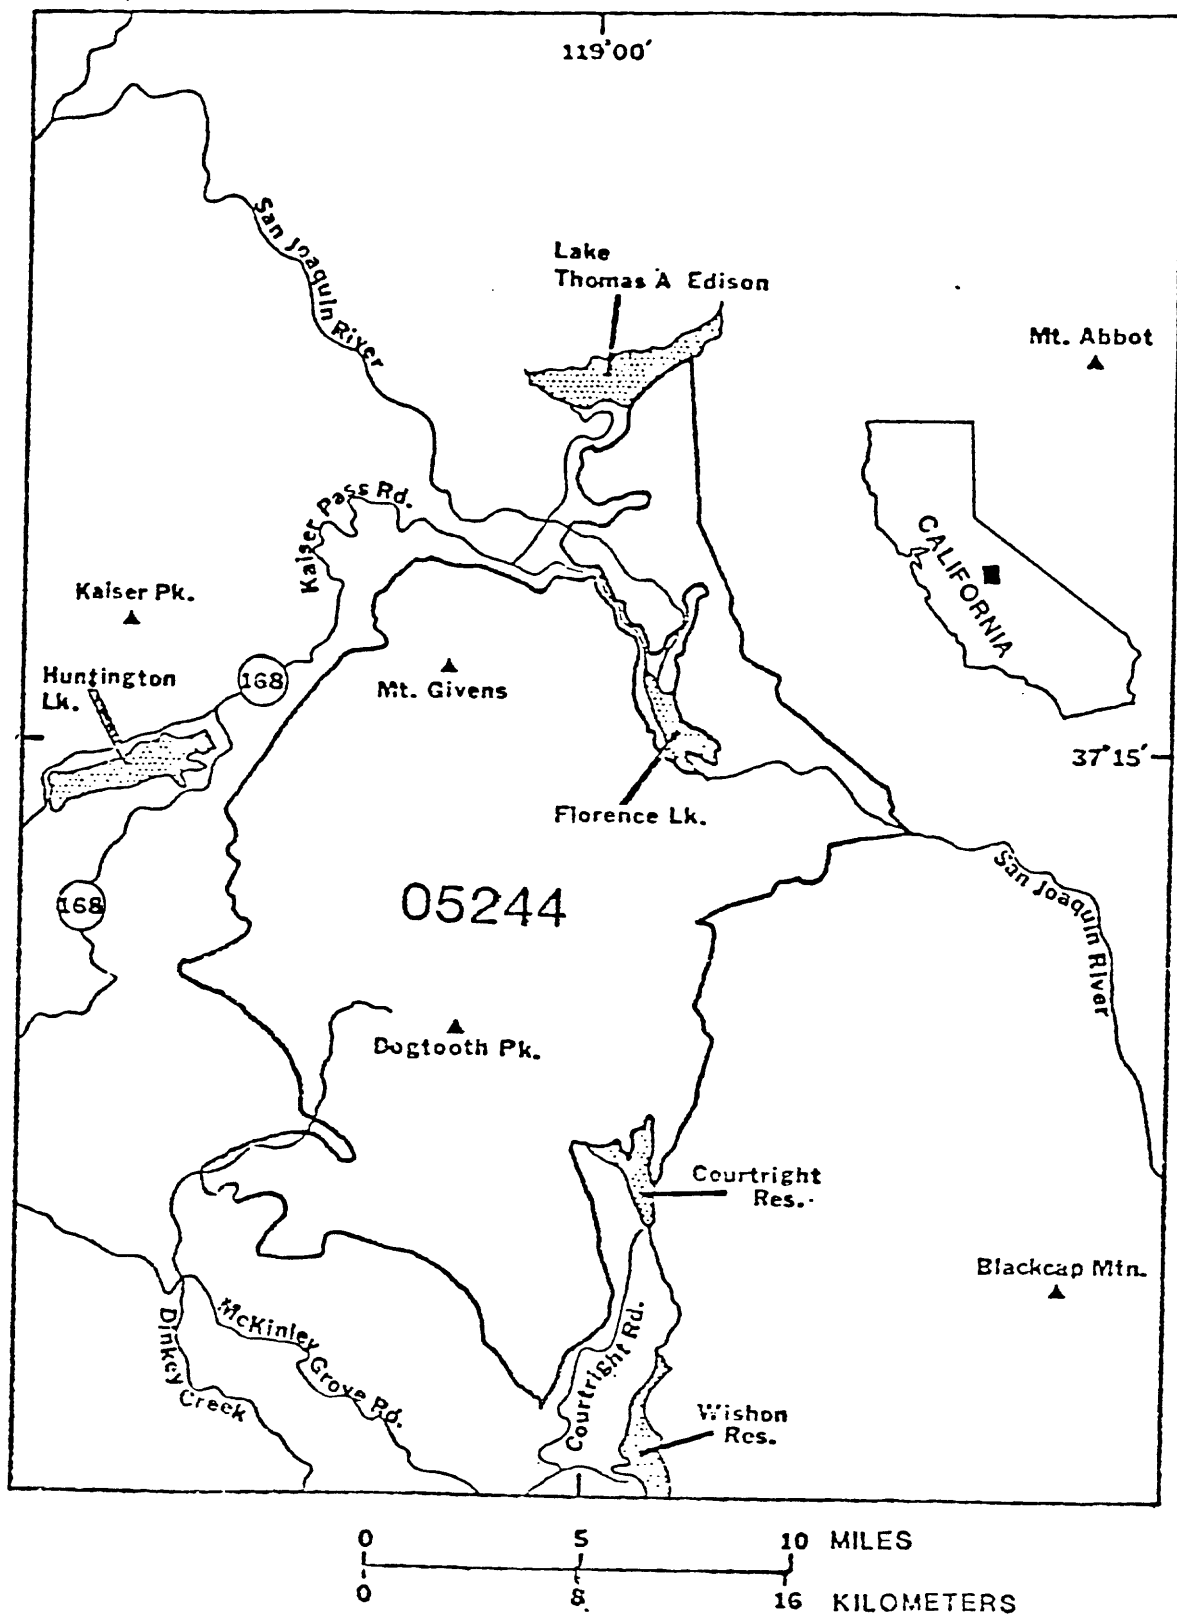 119°00'
San Joaquin River
Lake
Thomas A Edison
Mt. Abbot
Kaiser Pass Rd.
CALIFORNIA
Kaiser Pk.
Huntington
Lk.
168
Mt. Givens
37°15'
Florence Lk.
168
05244
San Joaquin River
Dogtooth Pk.
Courtright
Res.
Blackcap Mtn.
Dinkey Creek
McKinley Grove Rd.
Courtright Rd.
Wishon
Res.
0 5 10 MILES
0 8 16 KILOMETERS